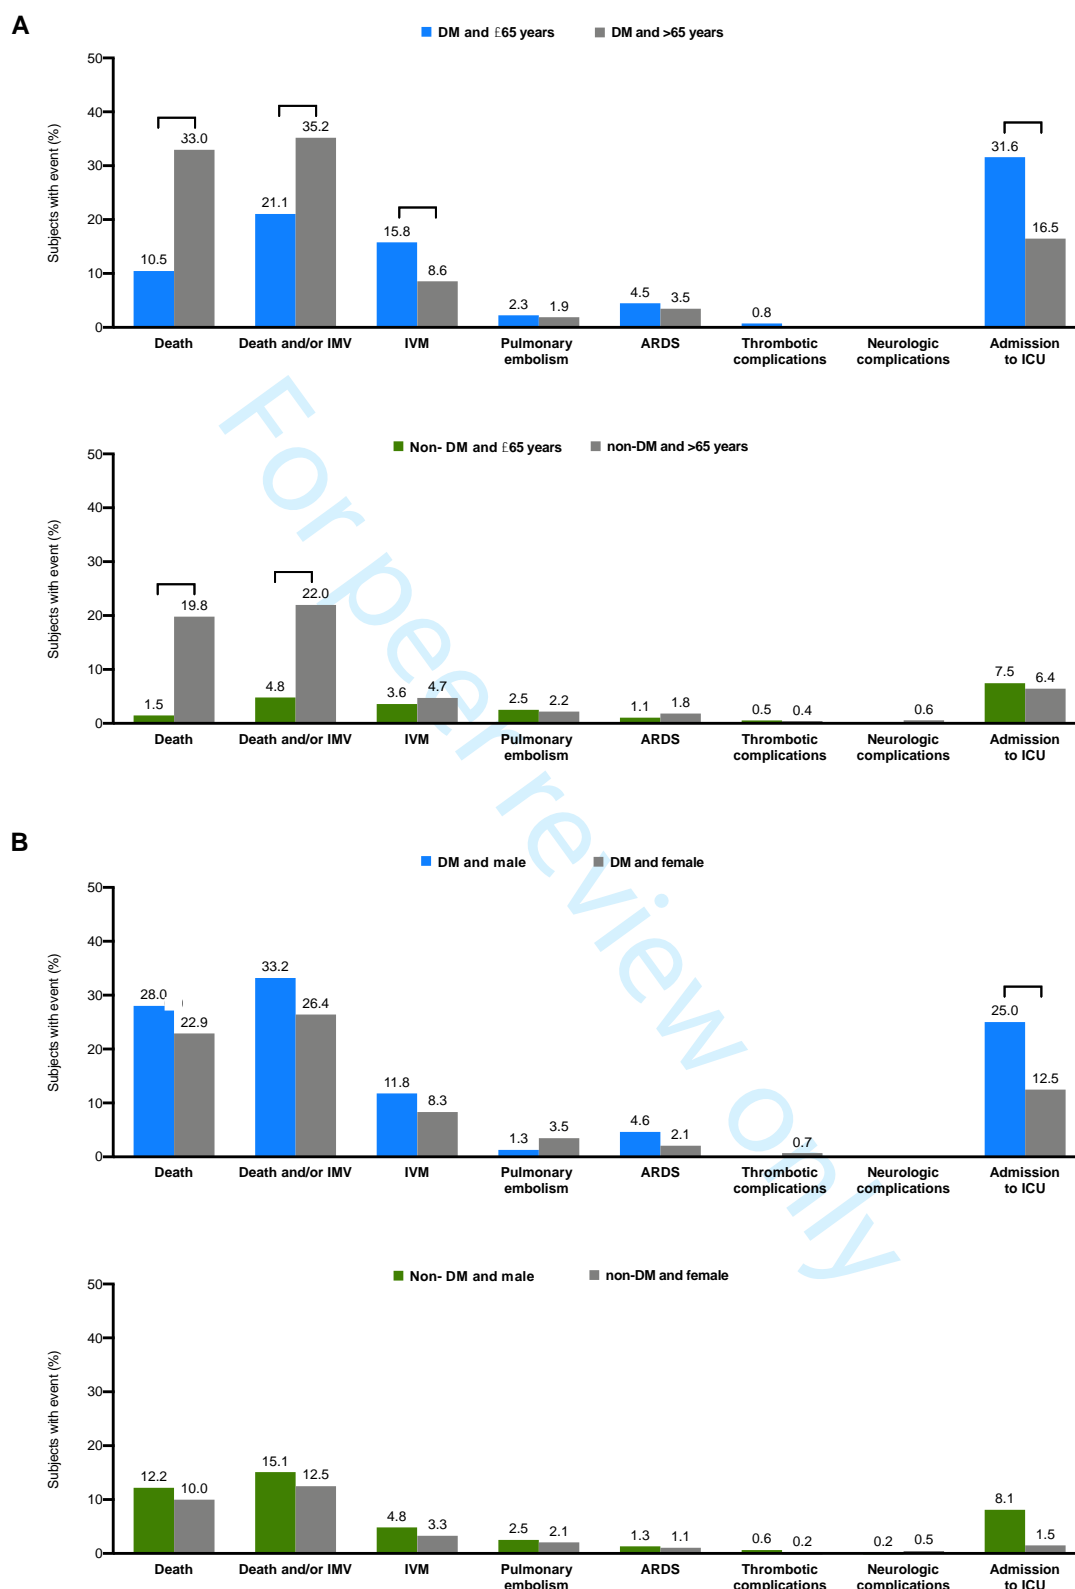 A
DM and £65 years DM and >65 years
Subjects with event (%)
50
40
30
20
10
0
10.5 33.0 21.1 35.2 15.8 8.6 2.3 1.9 4.5 3.5 0.8 31.6 16.5
Death Death and/or IMV IVM Pulmonary embolism ARDS Thrombotic complications Neurologic complications Admission to ICU
Non- DM and £65 years non-DM and >65 years
Subjects with event (%)
50
40
30
20
10
0
1.5 19.8 4.8 22.0 3.6 4.7 2.5 2.2 1.1 1.8 0.5 0.4 0.6 7.5 6.4
Death Death and/or IMV IVM Pulmonary embolism ARDS Thrombotic complications Neurologic complications Admission to ICU
B
DM and male DM and female
Subjects with event (%)
50
40
30
20
10
0
28.0 22.9 33.2 26.4 11.8 8.3 1.3 3.5 4.6 2.1 0.7 25.0 12.5
Death Death and/or IMV IVM Pulmonary embolism ARDS Thrombotic complications Neurologic complications Admission to ICU
Non- DM and male non-DM and female
Subjects with event (%)
50
40
30
20
10
0
12.2 10.0 15.1 12.5 4.8 3.3 2.5 2.1 1.3 1.1 0.6 0.2 0.2 0.5 8.1 1.5
Death Death and/or IMV IVM Pulmonary embolism ARDS Thrombotic complications Neurologic complications Admission to ICU
For peer review only